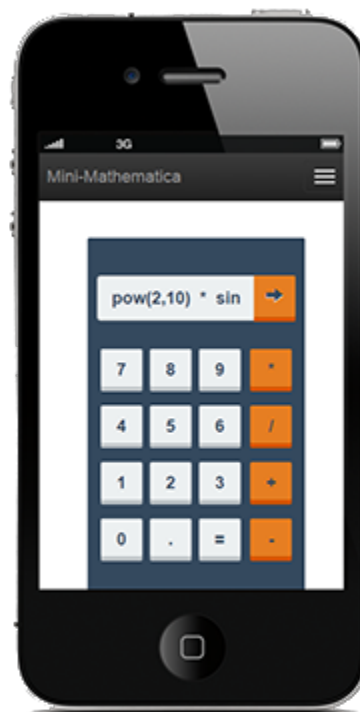 3G
Mini-Mathematica
pow(2,10) * sin
7 8 9 *
4 5 6 /
1 2 3 +
0 . = -